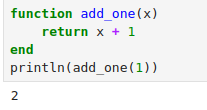 function add_one(x)
    return x + 1
end
println(add_one(1))
2